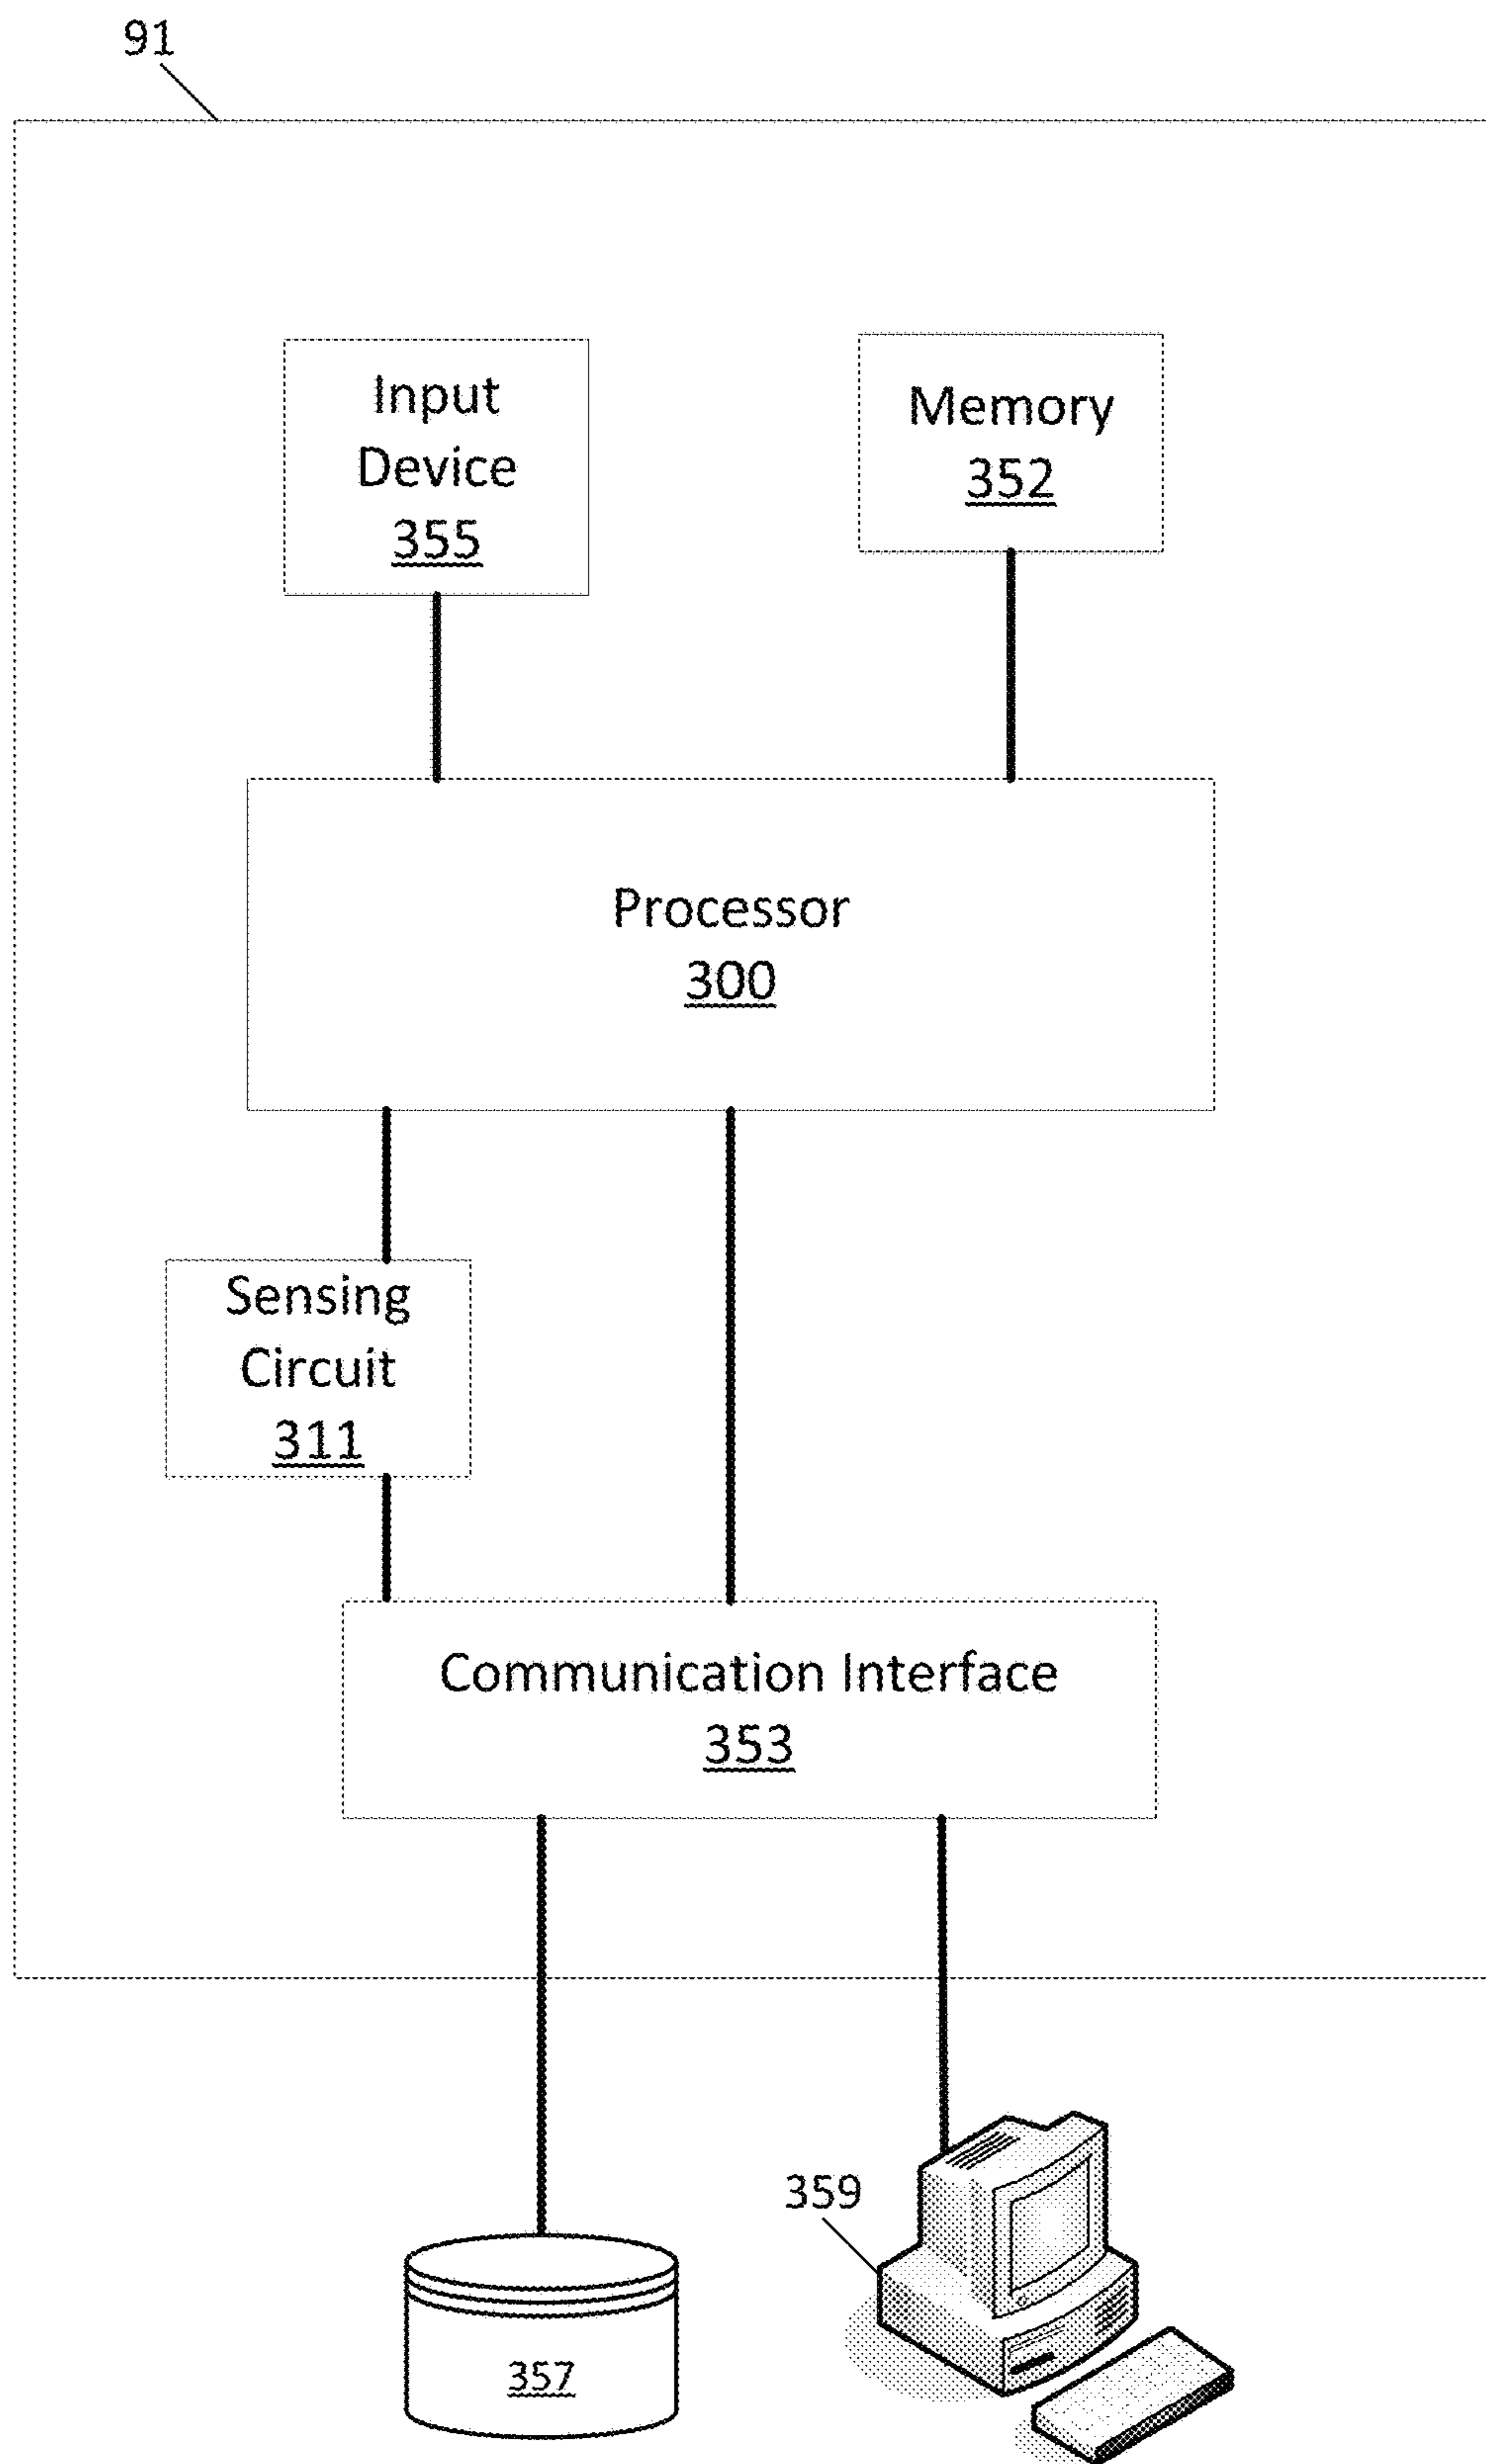 91
Input
Device
355
Memory
352
Processor
300
Sensing
Circuit
311
Communication Interface
353
359
357